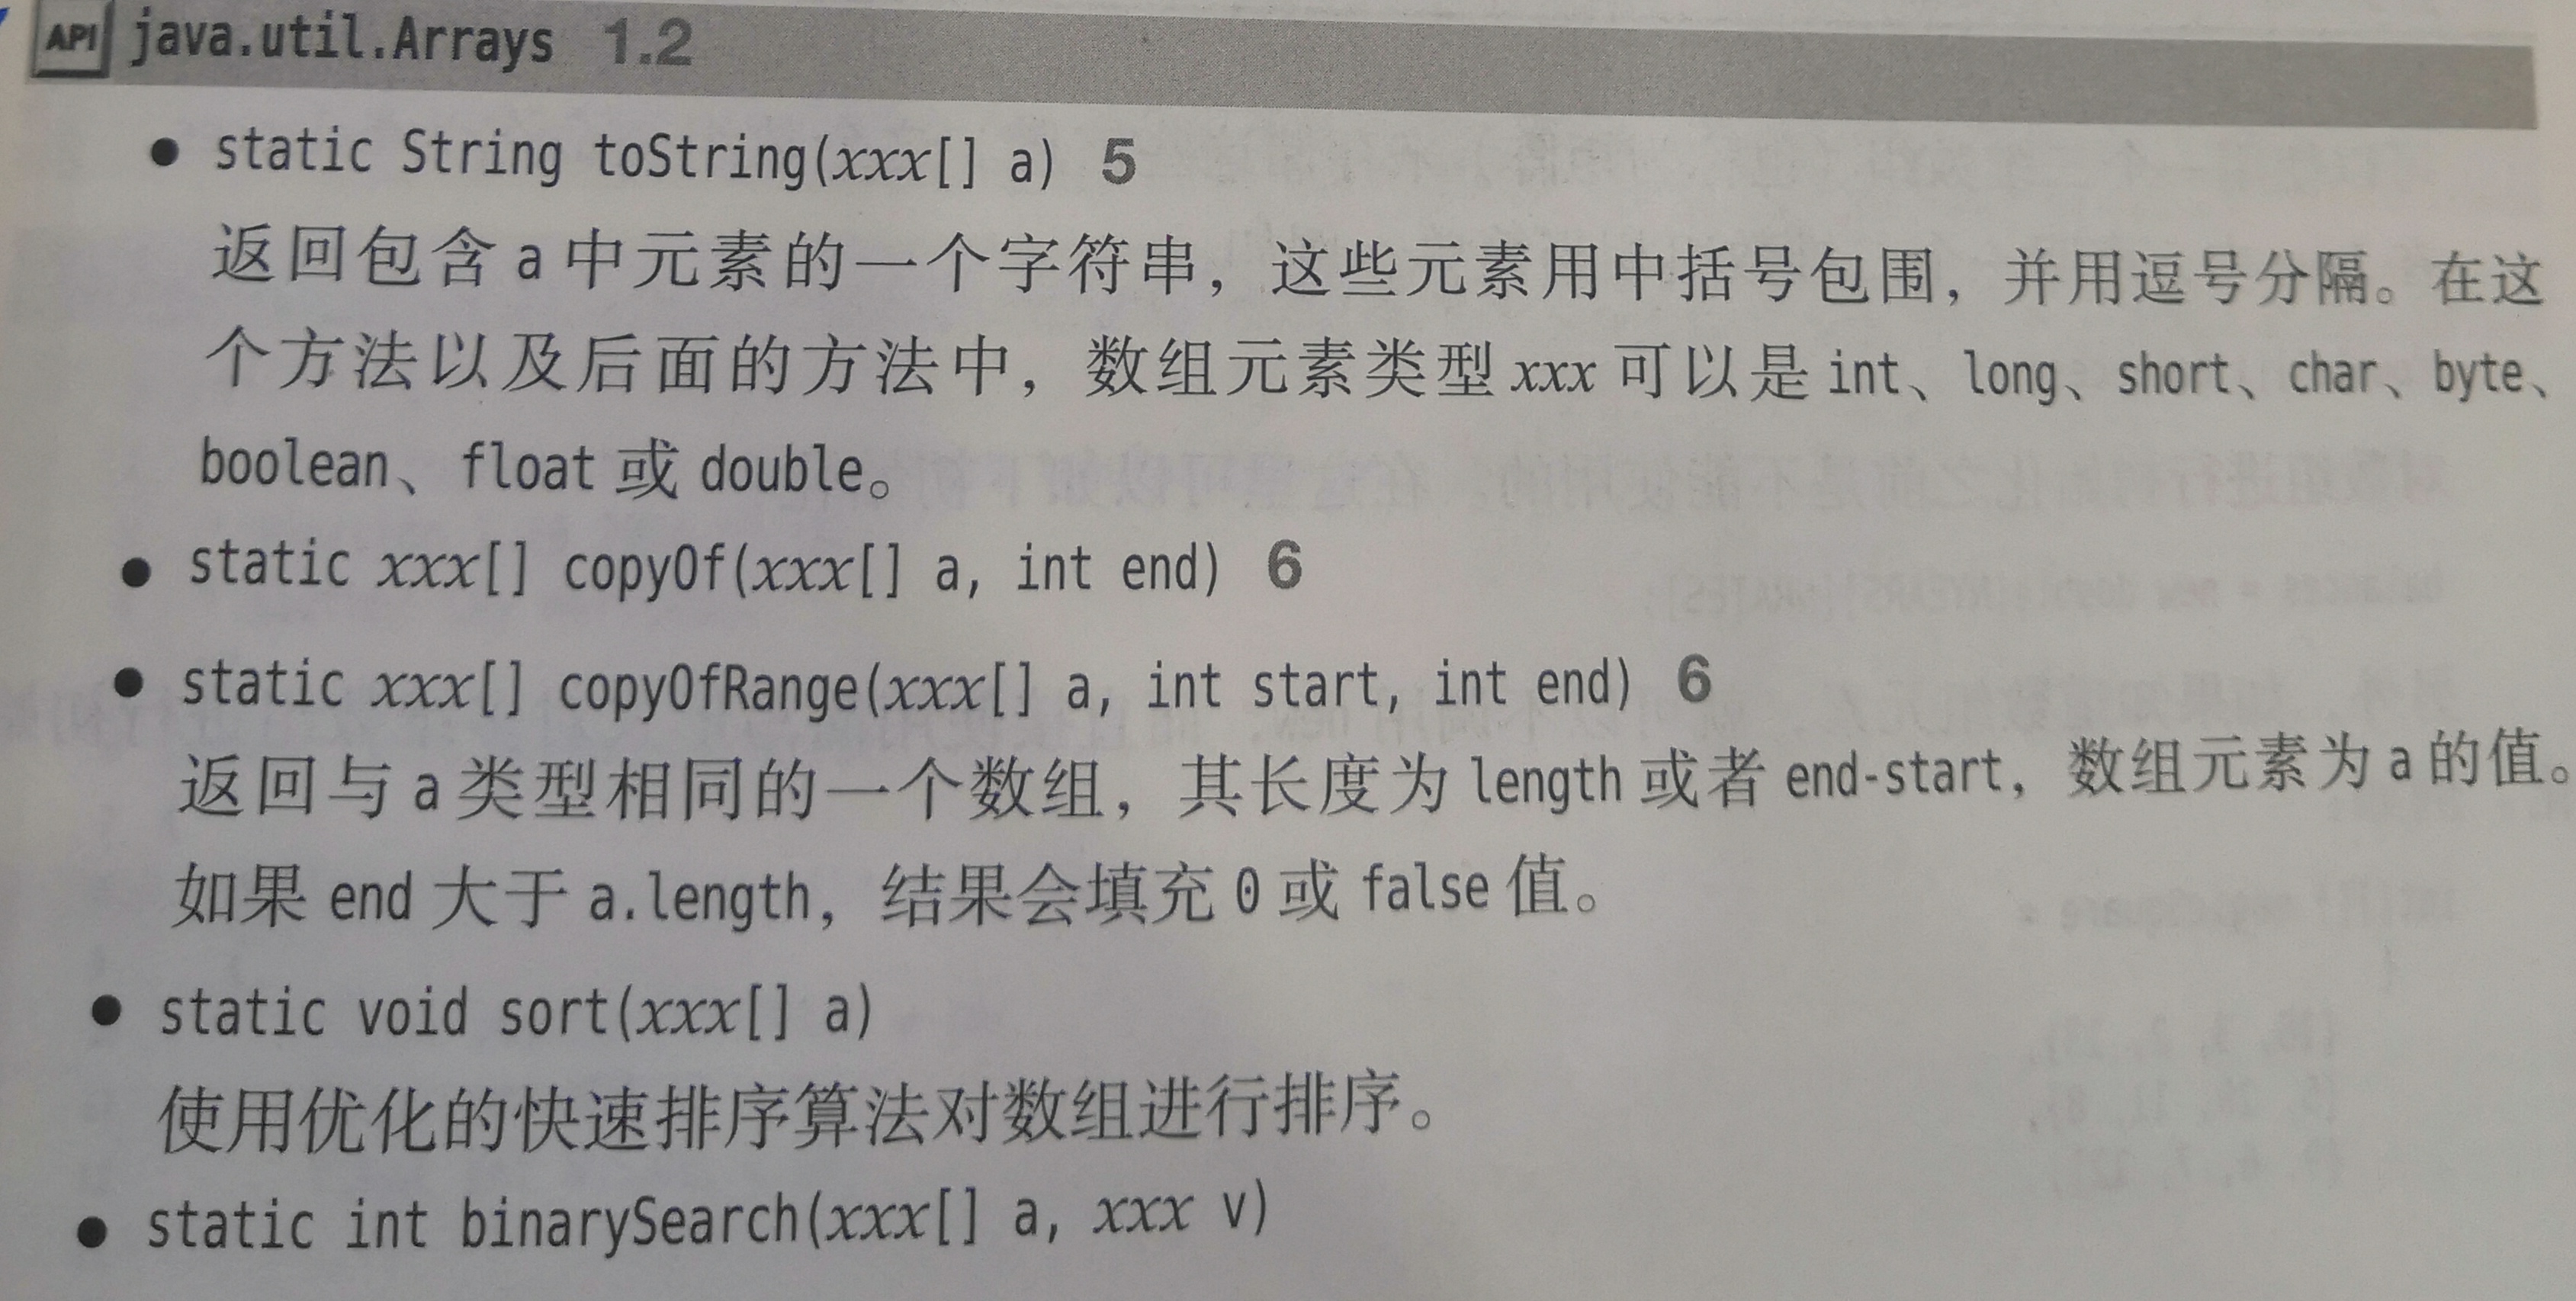 API java.util.Arrays 1.2
● static String toString(xxx[] a) 5
返回包含 a 中元素的一个字符串，这些元素用中括号包围，并用逗号分隔。在这
个方法以及后面的方法中，数组元素类型 xxx 可以是 int、long、short、char、byte、
boolean、float 或 double。
● static xxx[] copyOf(xxx[] a, int end) 6
● static xxx[] copyOfRange(xxx[] a, int start, int end) 6
返回与 a 类型相同的一个数组，其长度为 length 或者 end-start，数组元素为 a 的值。
如果 end 大于 a.length，结果会填充 0 或 false 值。
● static void sort(xxx[] a)
使用优化的快速排序算法对数组进行排序。
● static int binarySearch(xxx[] a, xxx v)